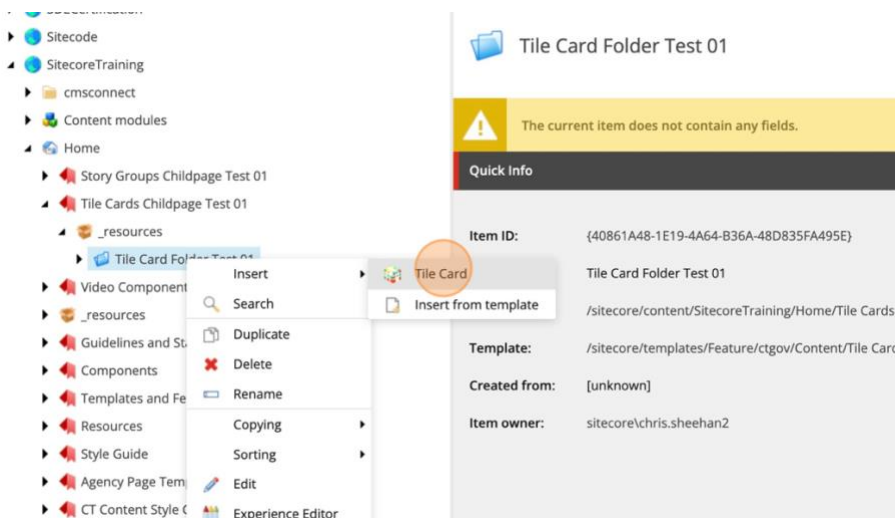 Sitecode
SitecoreTraining
cmsconnect
Content modules
Home
Story Groups Childpage Test 01
Tile Cards Childpage Test 01
_resources
Tile Card
Video Component
_resources
Guidelines and
Components
Templates and
Resources
Style Guide
Agency Page
CT Content Style
Insert
Search
Duplicate
Delete
Rename
Copying
Sorting
Edit
Experience Editor
Tile Card
Insert from template
Tile Card Folder Test 01
The current item does not contain any fields.
Quick Info
Item ID: {40861A48-1E19-4A64-B36A-48D835FA495E}
Tile Card Folder Test 01
/sitecore/content/SitecoreTraining/Home/Tile Cards
Template: /sitecore/templates/Feature/ctgov/Content/Tile Card
Created from: [unknown]
Item owner: sitecore\chris.sheehan2